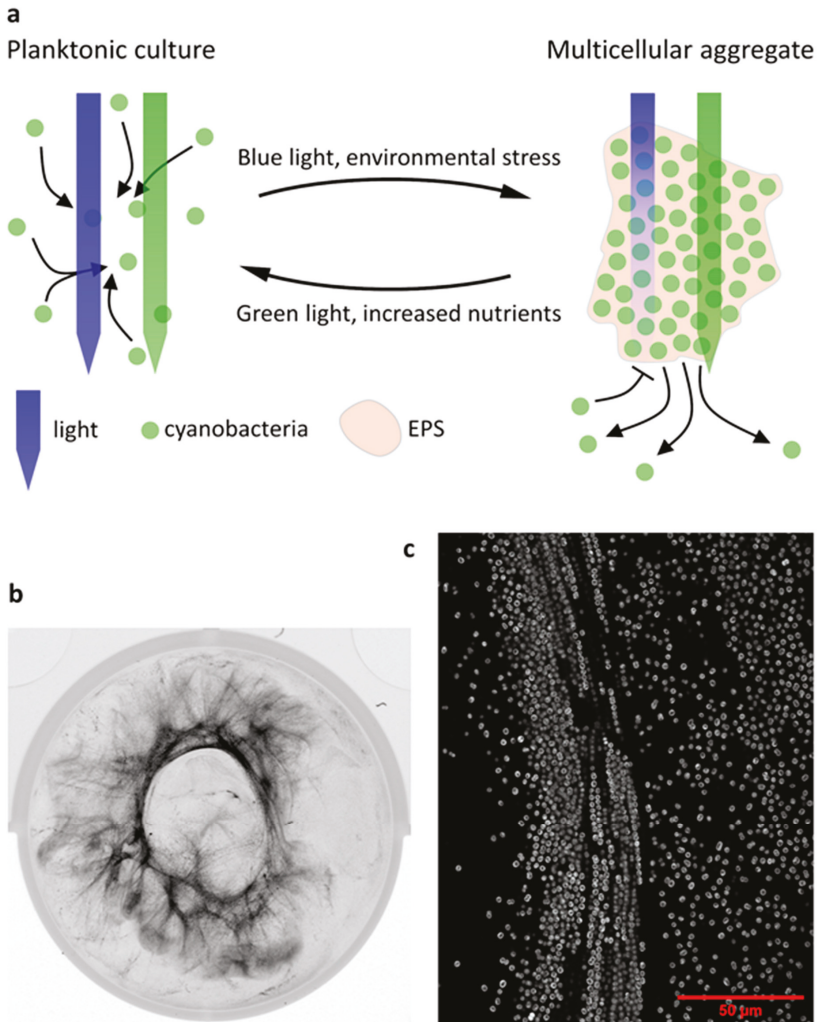 a
Planktonic culture
Multicellular aggregate
Blue light, environmental stress
Green light, increased nutrients
light
cyanobacteria
EPS
c
b
50 µm